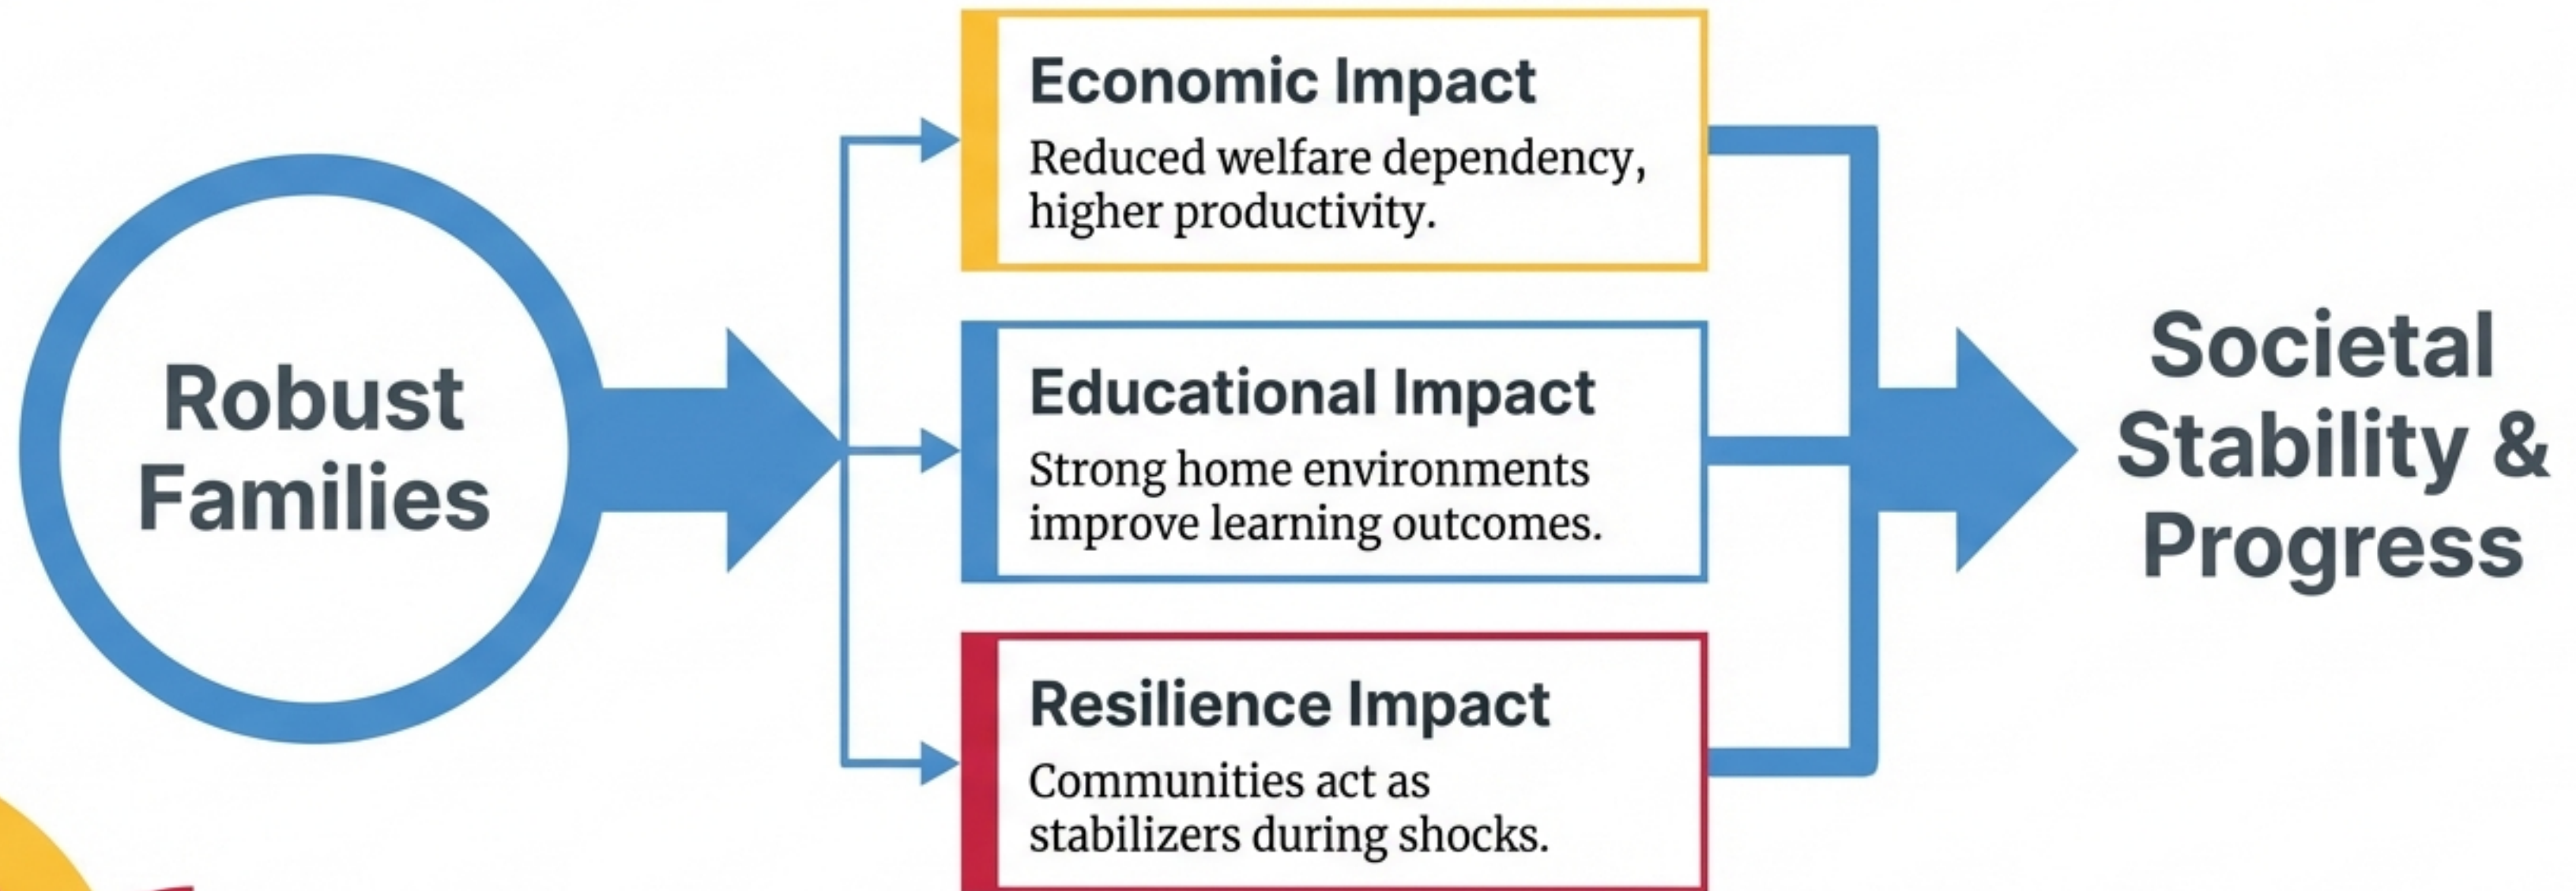 Robust
Families
Economic Impact
Reduced welfare dependency,
higher productivity.
Educational Impact
Strong home environments
improve learning outcomes.
Resilience Impact
Communities act as
stabilizers during shocks.
Societal
Stability &
Progress